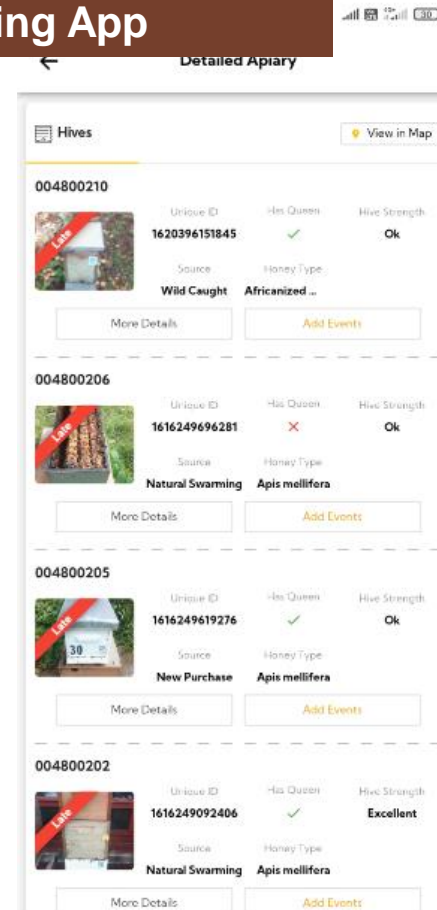 ing App
30
Detailed Apiary
Hives
View in Map
004800210
Late
Unique ID Has Queen Hive Strength
1620396151845 Ok
Source Honey Type
Wild Caught Africanized ...
More Details Add Events
004800206
Late
Unique ID Has Queen Hive Strength
1616249696281 Ok
Source Honey Type
Natural Swarming Apis mellifera
More Details Add Events
004800205
Late
30
Unique ID Has Queen Hive Strength
1616249619276 Ok
Source Honey Type
New Purchase Apis mellifera
More Details Add Events
004800202
Late
Unique ID Has Queen Hive Strength
1616249092406 Excellent
Source Honey Type
Natural Swarming Apis mellifera
More Details Add Events